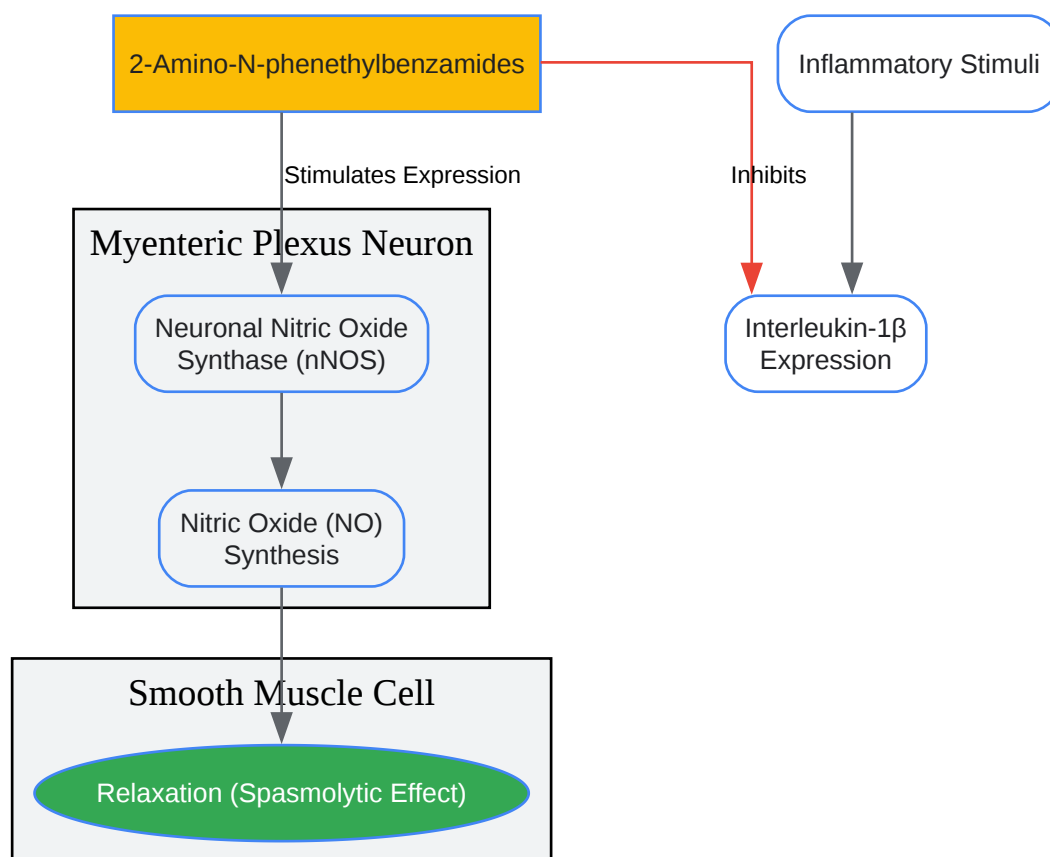 2-Amino-N-phenethylbenzamides
Inflammatory Stimuli
Stimulates Expression
Inhibits
Myenteric Plexus Neuron
Neuronal Nitric Oxide
Synthase (nNOS)
Interleukin-1β
Expression
Nitric Oxide (NO)
Synthesis
Smooth Muscle Cell
Relaxation (Spasmolytic Effect)